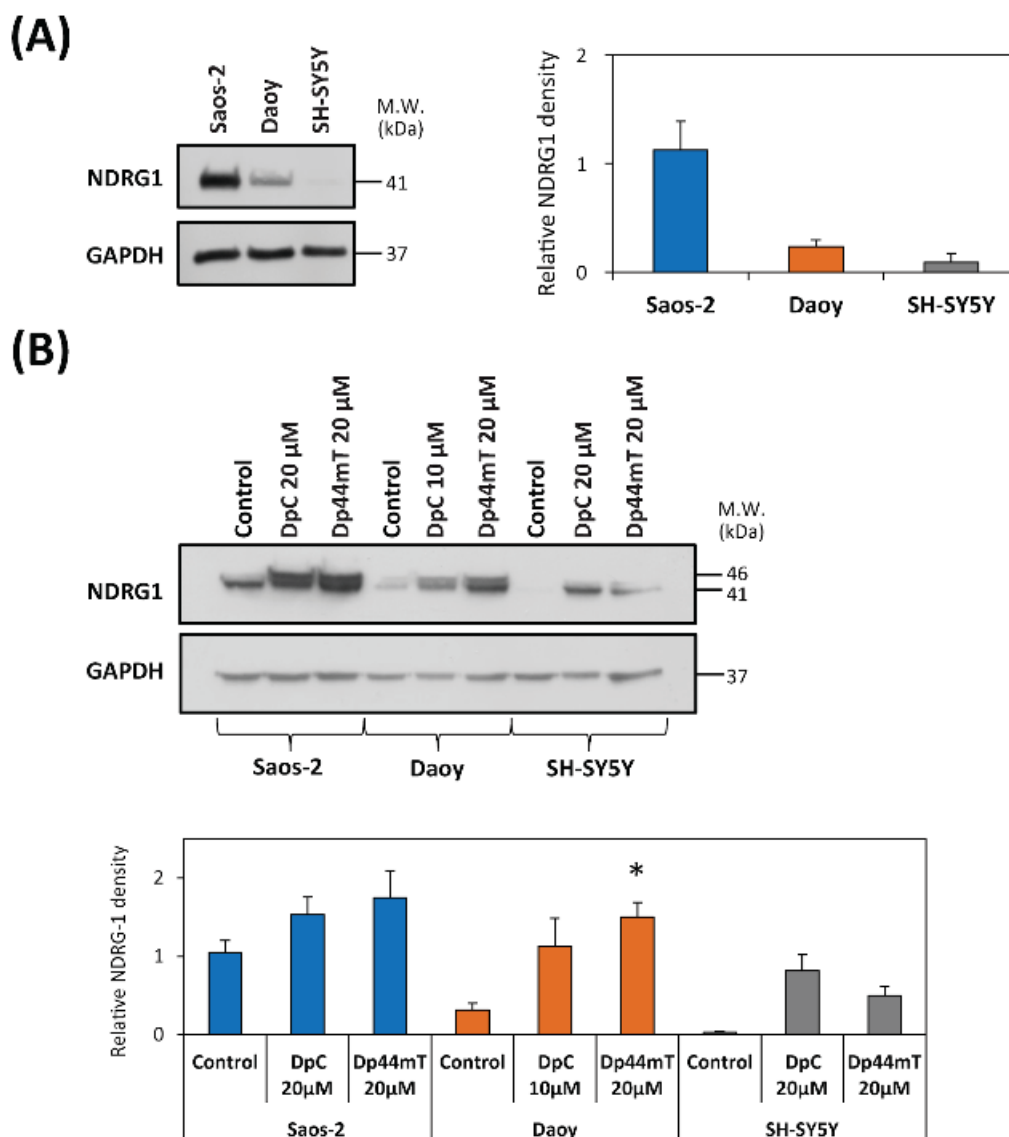 (A)
Saos-2
Daoy
SH-SY5Y
M.W.
(kDa)
NDRG1
41
GAPDH
37
Relative NDRG1 density
2
1
0
Saos-2 Daoy SH-SY5Y
(B)
Control
DpC 20 µM
Dp44mT 20 µM
Control
DpC 10 µM
Dp44mT 20 µM
Control
DpC 20 µM
Dp44mT 20 µM
M.W.
(kDa)
NDRG1
46
41
GAPDH
37
Saos-2 Daoy SH-SY5Y
Relative NDRG-1 density
2
1
0
*
Control DpC Dp44mT Control DpC Dp44mT Control DpC Dp44mT
20µM 20µM 10µM 20µM 20µM 20µM
Saos-2 Daoy SH-SY5Y